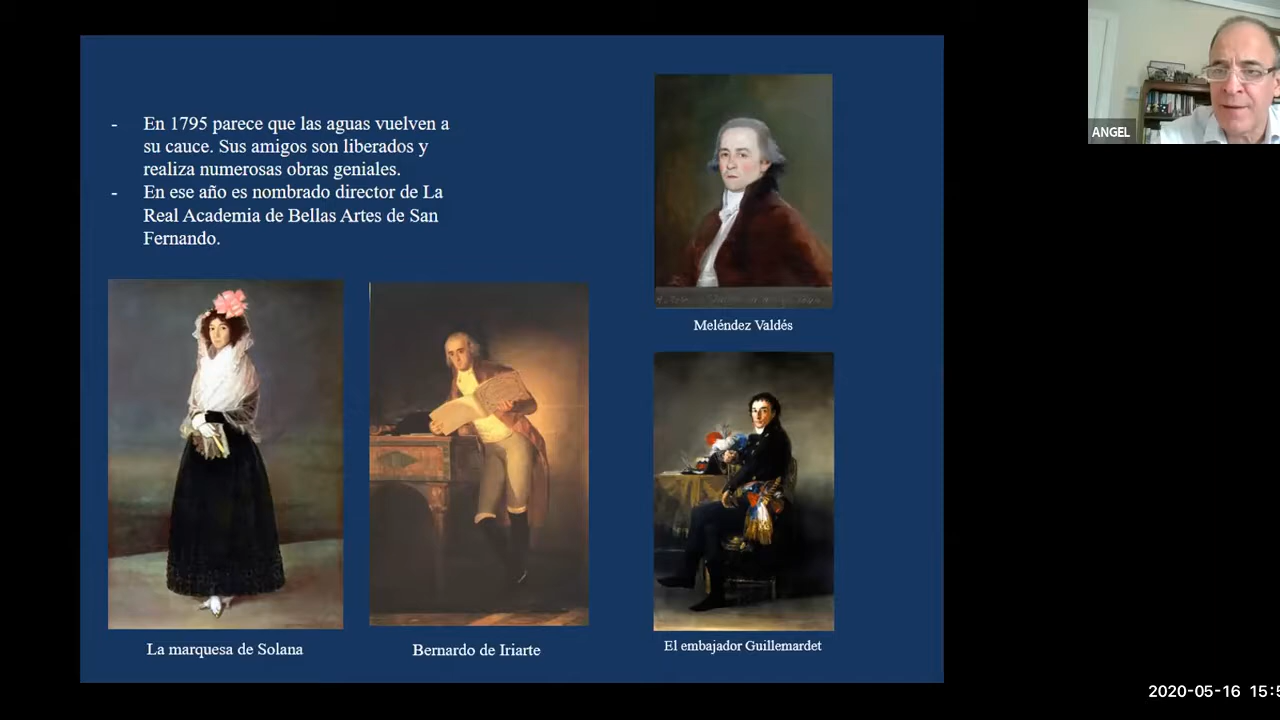 - En 1795 parece que las aguas vuelven a
su cauce. Sus amigos son liberados y
realiza numerosas obras geniales.
- En ese año es nombrado director de La
Real Academia de Bellas Artes de San
Fernando.
Meléndez Valdés
La marquesa de Solana
Bernardo de Iriarte
El embajador Guillemardet
ANGEL
2020-05-16 15:5